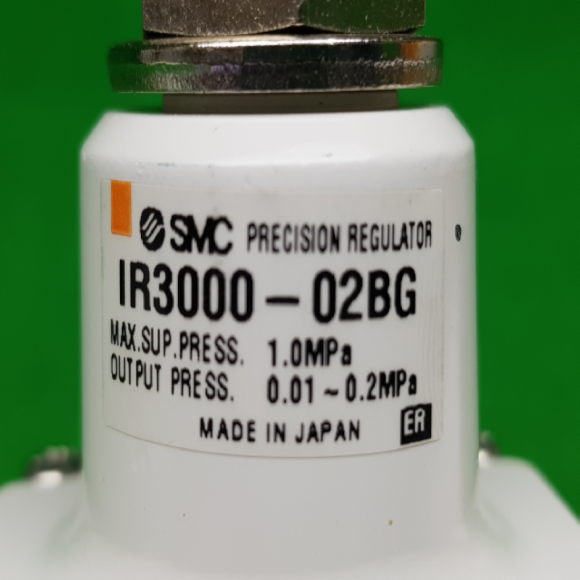 SMC PRECISION REGULATOR
IR3000-02BG
MAX.SUP.PRESS. 1.0MPa
OUTPUT PRESS. 0.01~0.2MPa
MADE IN JAPAN ER